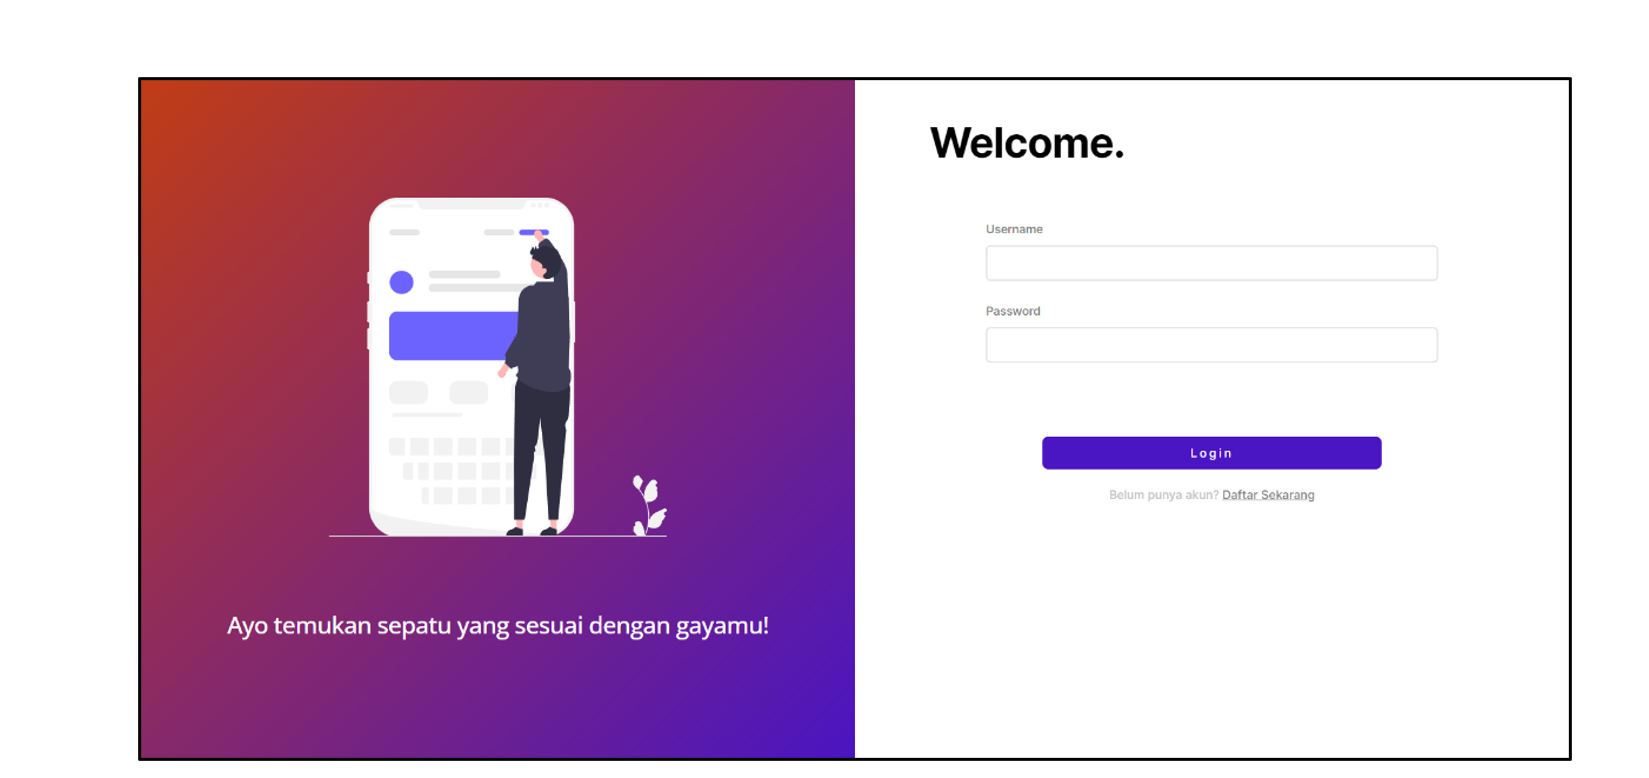 Welcome.
Username
Password
Login
Belum punya akun? Daftar Sekarang
Ayo temukan sepatu yang sesuai dengan gayamu!